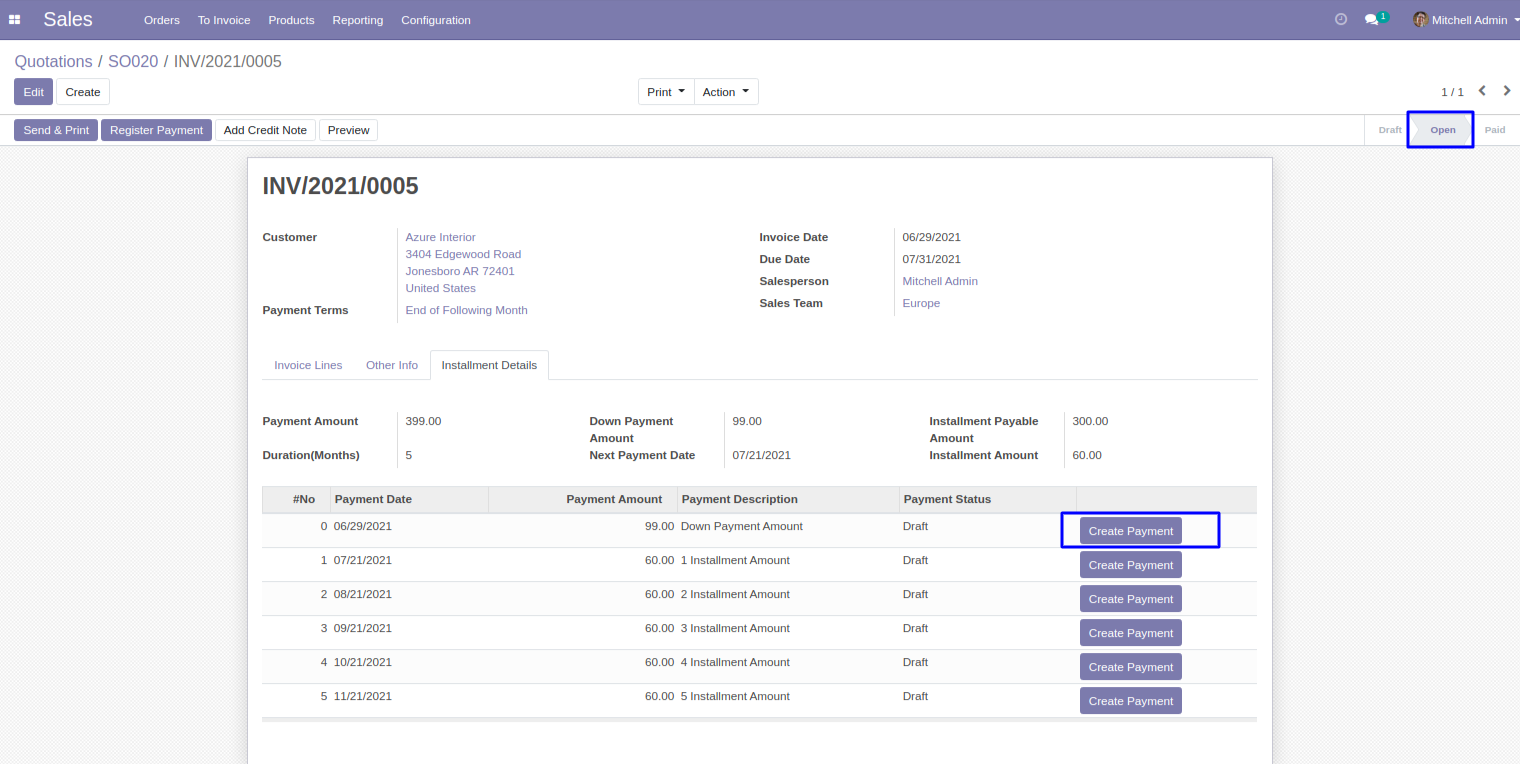 Sales Orders To Invoice Products Reporting Configuration 1 Mitchell Admin
Quotations / SO020 / INV/2021/0005
Edit Create Print Action 1 / 1
Send & Print Register Payment Add Credit Note Preview Draft Open Paid
INV/2021/0005
Customer Azure Interior Invoice Date 06/29/2021
3404 Edgewood Road Due Date 07/31/2021
Jonesboro AR 72401 Salesperson Mitchell Admin
United States Sales Team Europe
Payment Terms End of Following Month
Invoice Lines Other Info Installment Details
Payment Amount 399.00 Down Payment Amount 99.00 Installment Payable Amount 300.00
Duration(Months) 5 Next Payment Date 07/21/2021 Installment Amount 60.00
#No Payment Date Payment Amount Payment Description Payment Status
0 06/29/2021 99.00 Down Payment Amount Draft Create Payment
1 07/21/2021 60.00 1 Installment Amount Draft Create Payment
2 08/21/2021 60.00 2 Installment Amount Draft Create Payment
3 09/21/2021 60.00 3 Installment Amount Draft Create Payment
4 10/21/2021 60.00 4 Installment Amount Draft Create Payment
5 11/21/2021 60.00 5 Installment Amount Draft Create Payment